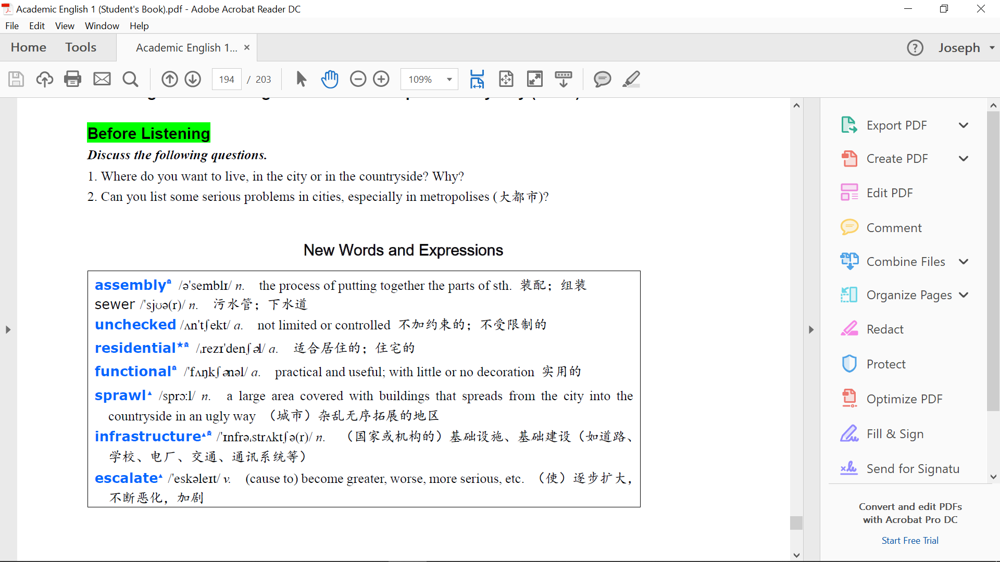 Academic English 1 (Student's Book).pdf - Adobe Acrobat Reader DC
File Edit View Window Help
Home Tools Academic English 1... × ? Joseph
194 / 203 109%
Before Listening
Discuss the following questions.
1. Where do you want to live, in the city or in the countryside? Why?
2. Can you list some serious problems in cities, especially in metropolises (大都市)?
New Words and Expressions
assembly /ə'semblɪ/ n. the process of putting together the parts of sth. 装配；组装
sewer /'sjʊə(r)/ n. 污水管；下水道
unchecked /ʌn'tʃekt/ a. not limited or controlled 不加约束的；不受限制的
residential★ /ˌrezɪ'denʃəl/ a. 适合居住的；住宅的
functional /'fʌŋkʃənəl/ a. practical and useful; with little or no decoration 实用的
sprawl▲ /sprɔːl/ n. a large area covered with buildings that spreads from the city into the
countryside in an ugly way （城市）杂乱无序拓展的地区
infrastructure▲ /'ɪnfrəˌstrʌktʃə(r)/ n. （国家或机构的）基础设施、基础建设（如道路、
学校、电厂、交通、通讯系统等）
escalate▲ /'eskəleɪt/ v. (cause to) become greater, worse, more serious, etc. （使）逐步扩大，
不断恶化，加剧
Export PDF
Create PDF
Edit PDF
Comment
Combine Files
Organize Pages
Redact
Protect
Optimize PDF
Fill & Sign
Send for Signatu
Convert and edit PDFs
with Acrobat Pro DC
Start Free Trial